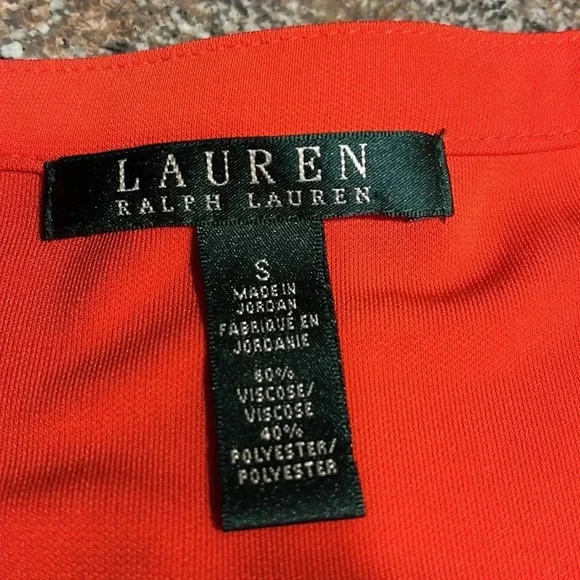 LAUREN
RALPH LAUREN
S
MADE IN
JORDAN
FABRIQUÉ EN
JORDANIE
60%
VISCOSE/
VISCOSE
40%
POLYESTER/
POLYESTER